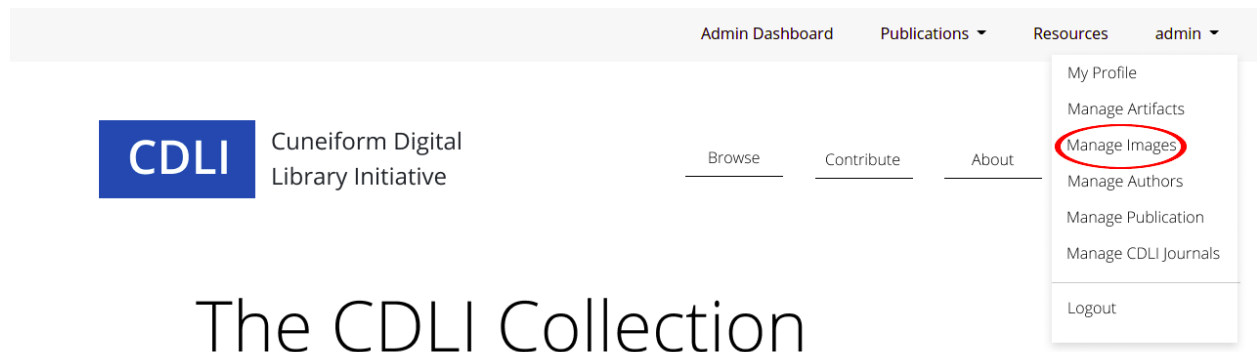 Admin Dashboard Publications Resources admin
My Profile
Manage Artifacts
Manage Images
Manage Authors
Manage Publication
Manage CDLI Journals
Logout
CDLI
Cuneiform Digital
Library Initiative
Browse Contribute About
The CDLI Collection